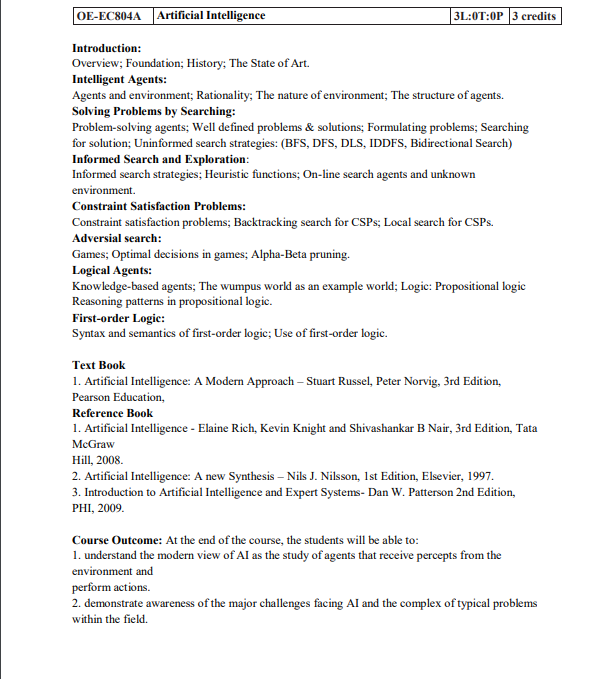 OE-EC804A Artificial Intelligence 3L:0T:0P 3 credits
Introduction:
Overview; Foundation; History; The State of Art.
Intelligent Agents:
Agents and environment; Rationality; The nature of environment; The structure of agents.
Solving Problems by Searching:
Problem-solving agents; Well defined problems & solutions; Formulating problems; Searching
for solution; Uninformed search strategies: (BFS, DFS, DLS, IDDFS, Bidirectional Search)
Informed Search and Exploration:
Informed search strategies; Heuristic functions; On-line search agents and unknown
environment.
Constraint Satisfaction Problems:
Constraint satisfaction problems; Backtracking search for CSPs; Local search for CSPs.
Adversial search:
Games; Optimal decisions in games; Alpha-Beta pruning.
Logical Agents:
Knowledge-based agents; The wumpus world as an example world; Logic: Propositional logic
Reasoning patterns in propositional logic.
First-order Logic:
Syntax and semantics of first-order logic; Use of first-order logic.
Text Book
1. Artificial Intelligence: A Modern Approach – Stuart Russel, Peter Norvig, 3rd Edition,
Pearson Education,
Reference Book
1. Artificial Intelligence - Elaine Rich, Kevin Knight and Shivashankar B Nair, 3rd Edition, Tata
McGraw
Hill, 2008.
2. Artificial Intelligence: A new Synthesis – Nils J. Nilsson, 1st Edition, Elsevier, 1997.
3. Introduction to Artificial Intelligence and Expert Systems- Dan W. Patterson 2nd Edition,
PHI, 2009.
Course Outcome: At the end of the course, the students will be able to:
1. understand the modern view of AI as the study of agents that receive percepts from the
environment and
perform actions.
2. demonstrate awareness of the major challenges facing AI and the complex of typical problems
within the field.